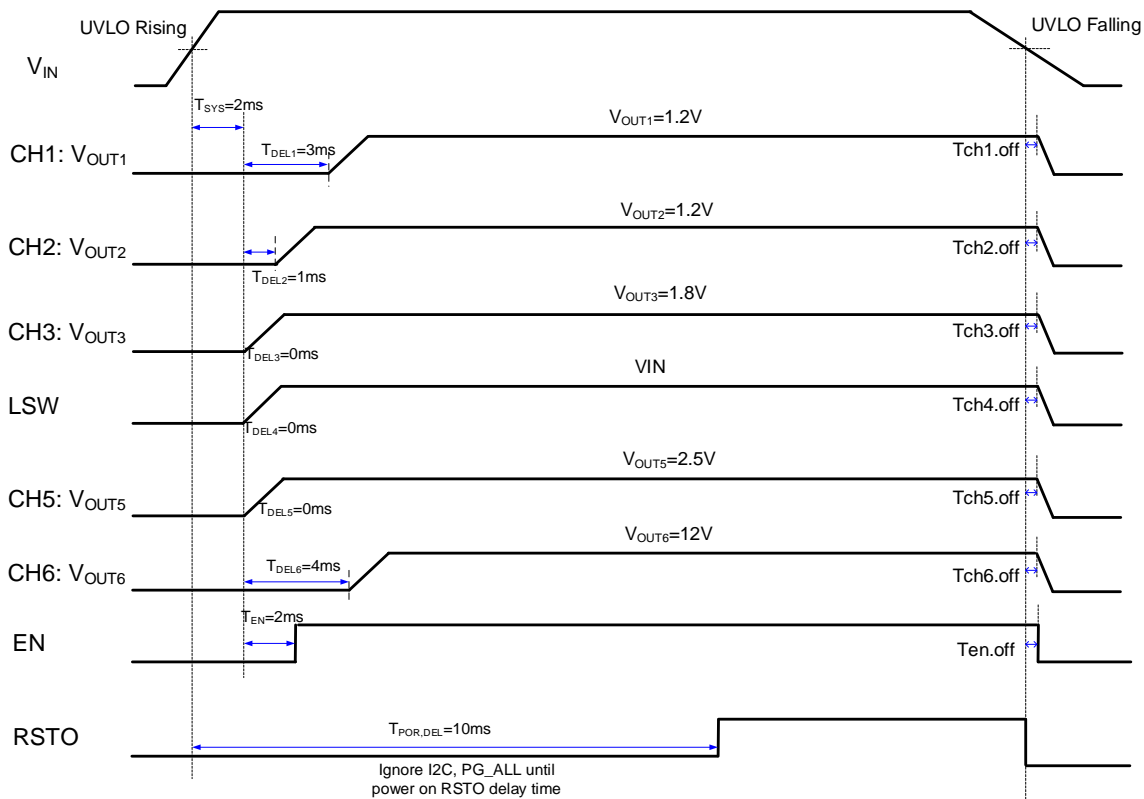 UVLO Rising
UVLO Falling
VIN
TSYS=2ms
VOUT1=1.2V
CH1: VOUT1
TDEL1=3ms
Tch1.off
VOUT2=1.2V
CH2: VOUT2
Tch2.off
TDEL2=1ms
VOUT3=1.8V
CH3: VOUT3
Tch3.off
TDEL3=0ms
VIN
LSW
Tch4.off
TDEL4=0ms
VOUT5=2.5V
CH5: VOUT5
Tch5.off
TDEL5=0ms
VOUT6=12V
TDEL6=4ms
CH6: VOUT6
Tch6.off
TEN=2ms
EN
Ten.off
RSTO
TPOR,DEL=10ms
Ignore I2C, PG_ALL until
power on RSTO delay time